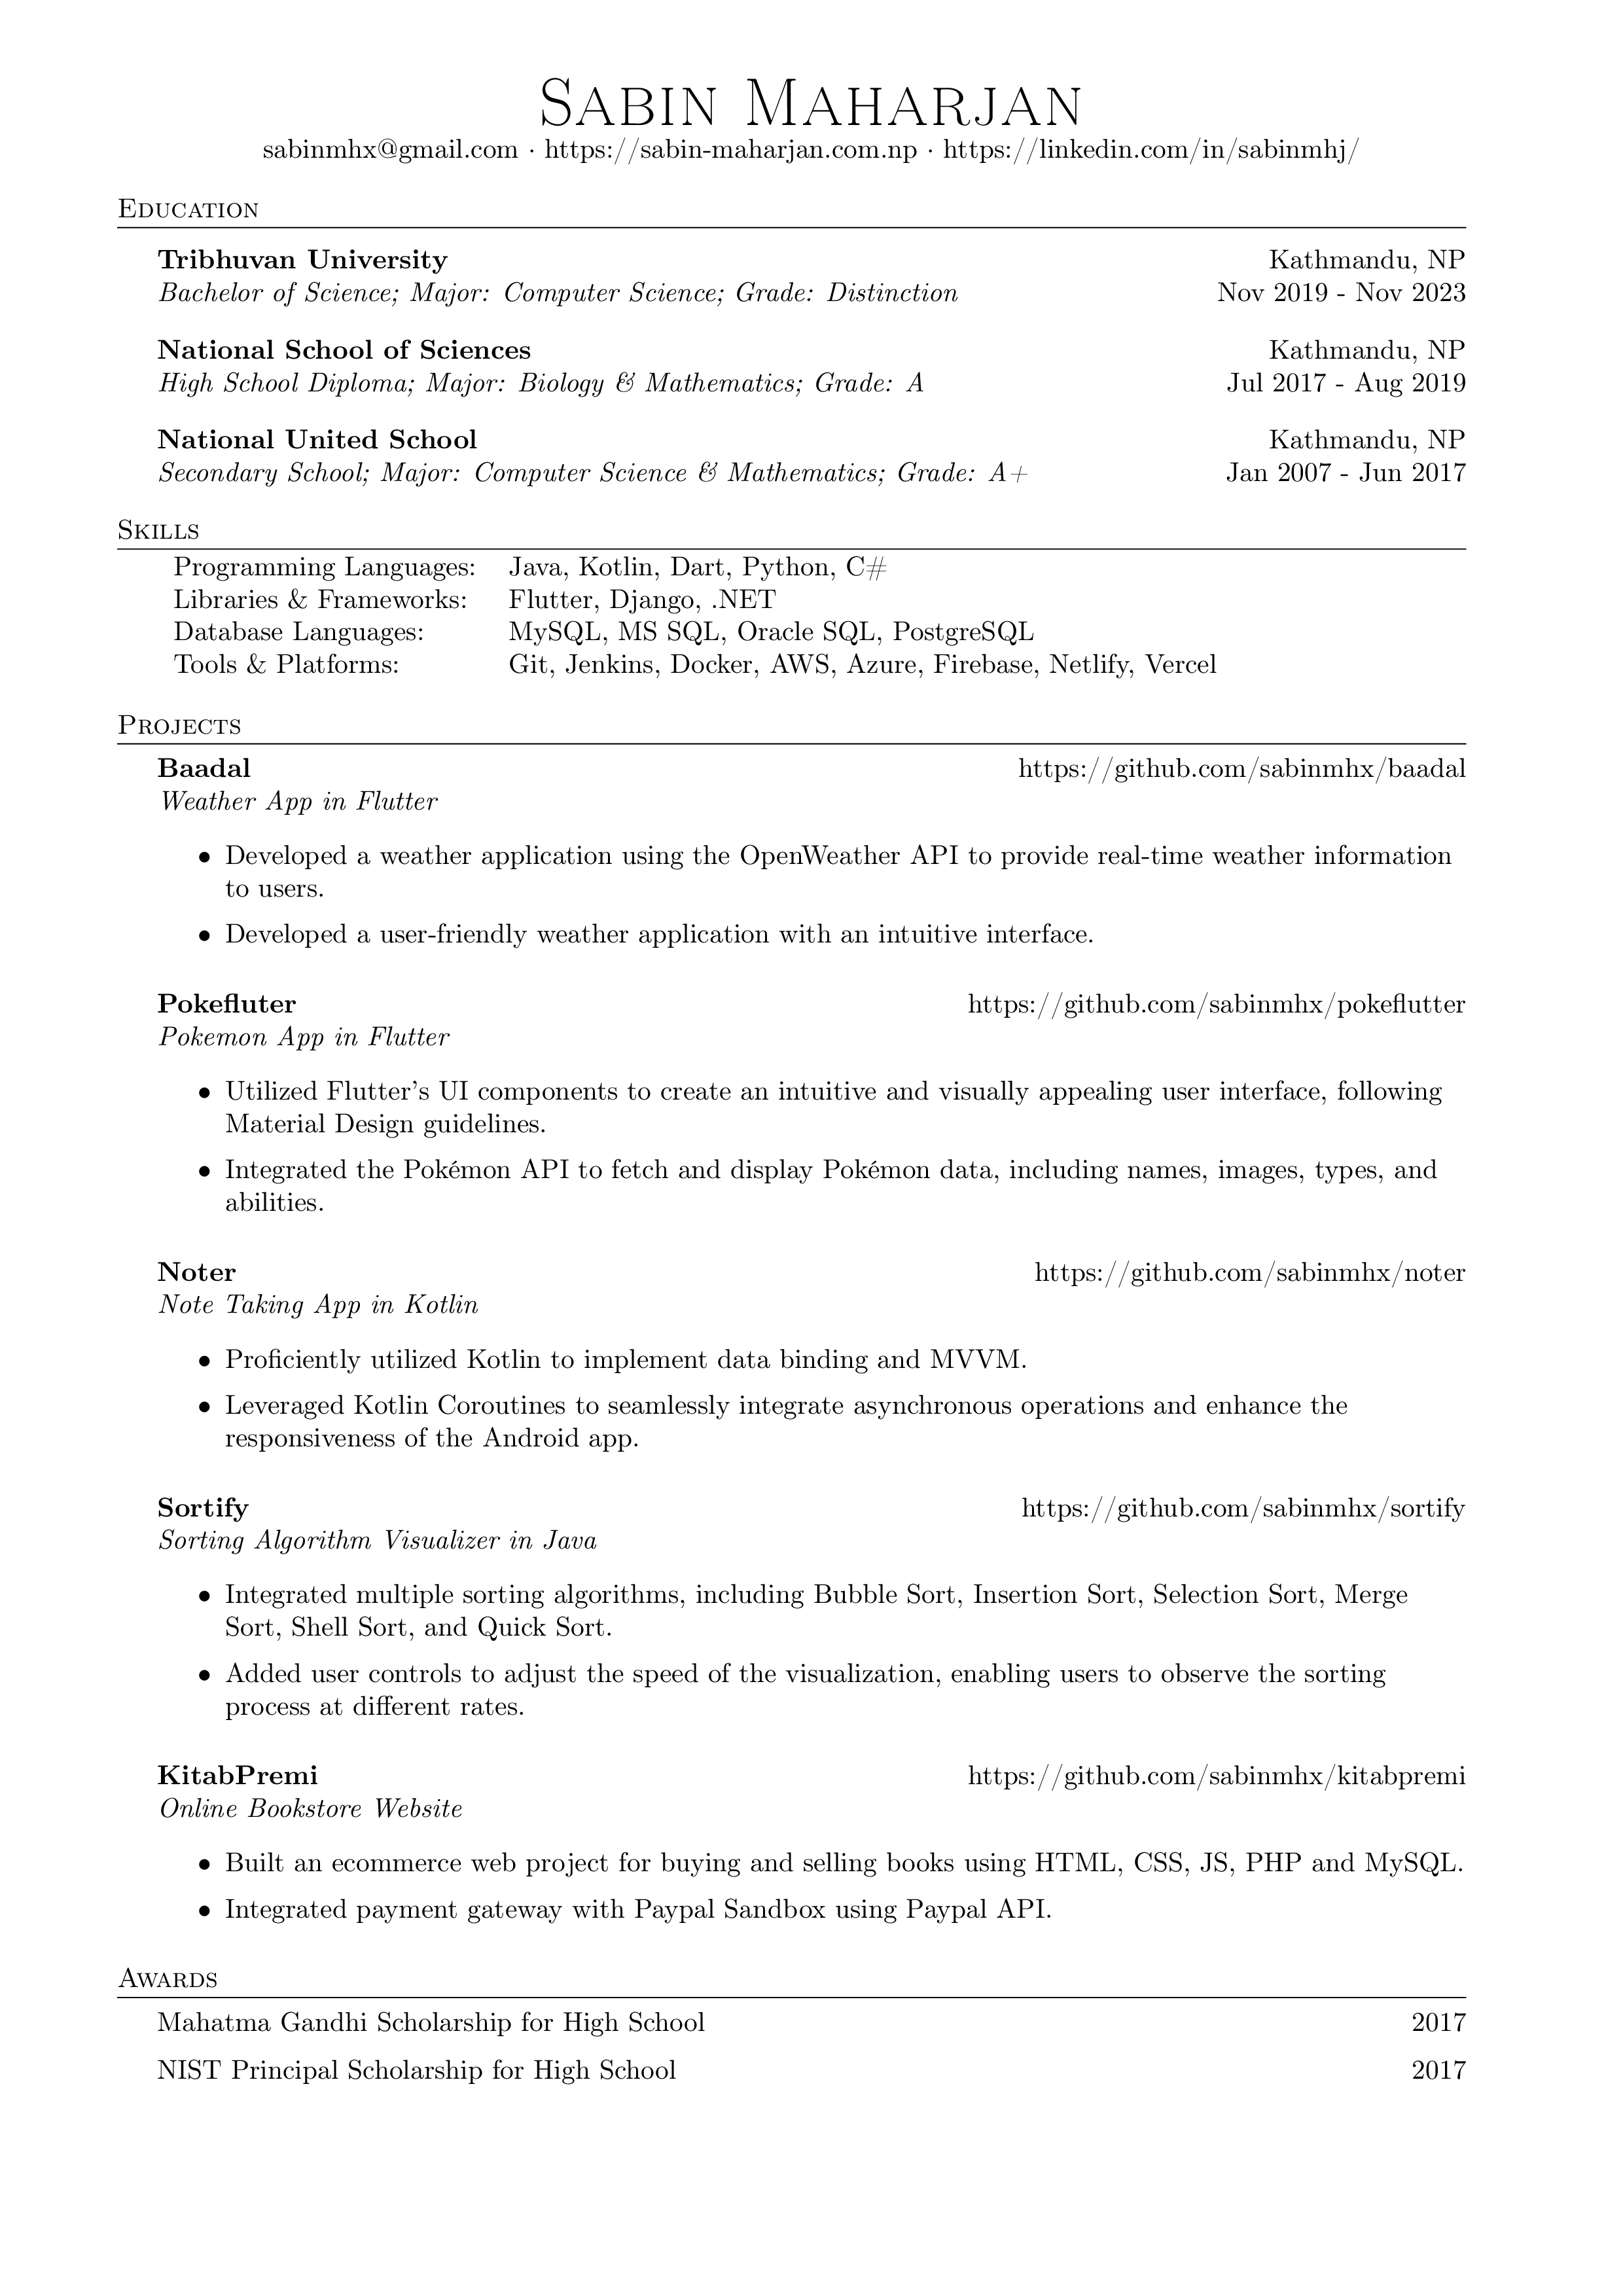 Sabin Maharjan
sabinmhx@gmail.com · https://sabin-maharjan.com.np · https://linkedin.com/in/sabinmhj/
Education
Tribhuvan University Kathmandu, NP
Bachelor of Science; Major: Computer Science; Grade: Distinction Nov 2019 - Nov 2023
National School of Sciences Kathmandu, NP
High School Diploma; Major: Biology & Mathematics; Grade: A Jul 2017 - Aug 2019
National United School Kathmandu, NP
Secondary School; Major: Computer Science & Mathematics; Grade: A+ Jan 2007 - Jun 2017
Skills
Programming Languages: Java, Kotlin, Dart, Python, C#
Libraries & Frameworks: Flutter, Django, .NET
Database Languages: MySQL, MS SQL, Oracle SQL, PostgreSQL
Tools & Platforms: Git, Jenkins, Docker, AWS, Azure, Firebase, Netlify, Vercel
Projects
Baadal https://github.com/sabinmhx/baadal
Weather App in Flutter
• Developed a weather application using the OpenWeather API to provide real-time weather information
to users.
• Developed a user-friendly weather application with an intuitive interface.
Pokefluter https://github.com/sabinmhx/pokeflutter
Pokemon App in Flutter
• Utilized Flutter's UI components to create an intuitive and visually appealing user interface, following
Material Design guidelines.
• Integrated the Pokémon API to fetch and display Pokémon data, including names, images, types, and
abilities.
Noter https://github.com/sabinmhx/noter
Note Taking App in Kotlin
• Proficiently utilized Kotlin to implement data binding and MVVM.
• Leveraged Kotlin Coroutines to seamlessly integrate asynchronous operations and enhance the
responsiveness of the Android app.
Sortify https://github.com/sabinmhx/sortify
Sorting Algorithm Visualizer in Java
• Integrated multiple sorting algorithms, including Bubble Sort, Insertion Sort, Selection Sort, Merge
Sort, Shell Sort, and Quick Sort.
• Added user controls to adjust the speed of the visualization, enabling users to observe the sorting
process at different rates.
KitabPremi https://github.com/sabinmhx/kitabpremi
Online Bookstore Website
• Built an ecommerce web project for buying and selling books using HTML, CSS, JS, PHP and MySQL.
• Integrated payment gateway with Paypal Sandbox using Paypal API.
Awards
Mahatma Gandhi Scholarship for High School 2017
NIST Principal Scholarship for High School 2017